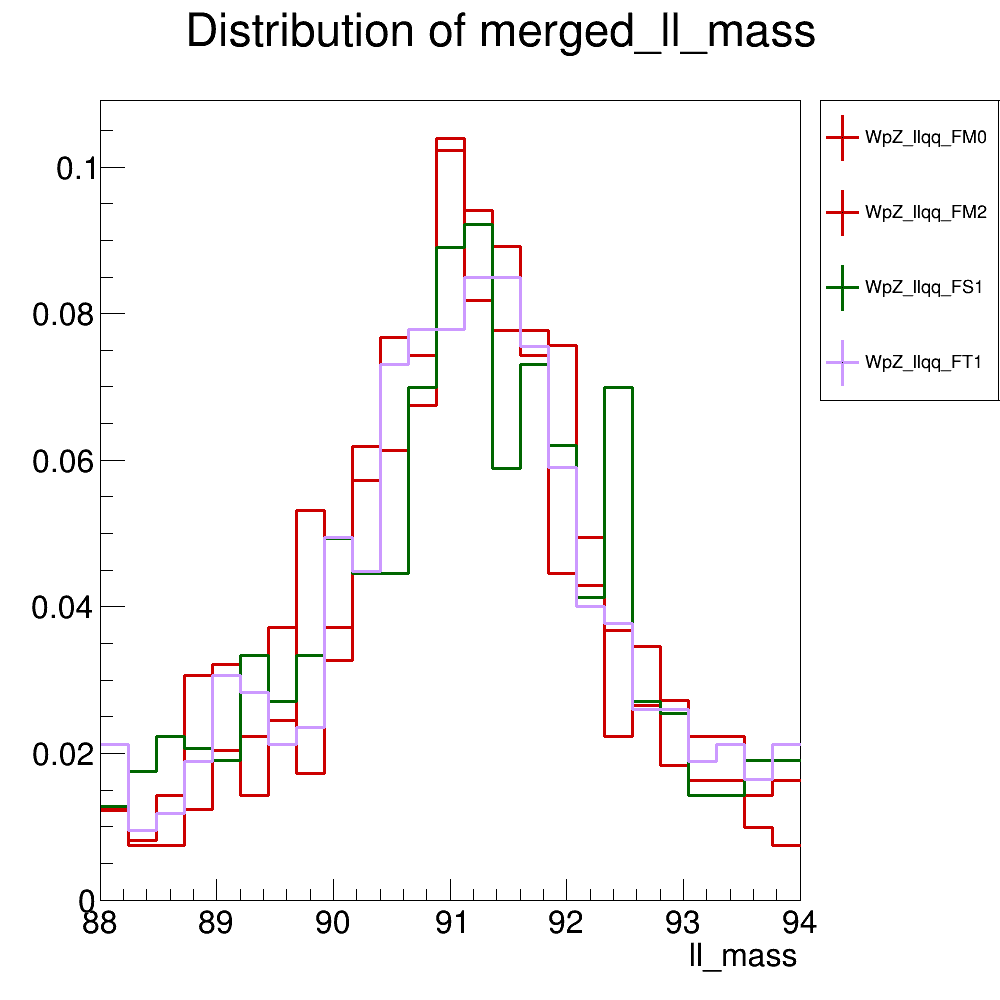 Distribution of merged_ll_mass
0.1
0.08
0.06
0.04
0.02
0
88 89 90 91 92 93 94
ll_mass
WpZ_llqq_FM0
WpZ_llqq_FM2
WpZ_llqq_FS1
WpZ_llqq_FT1